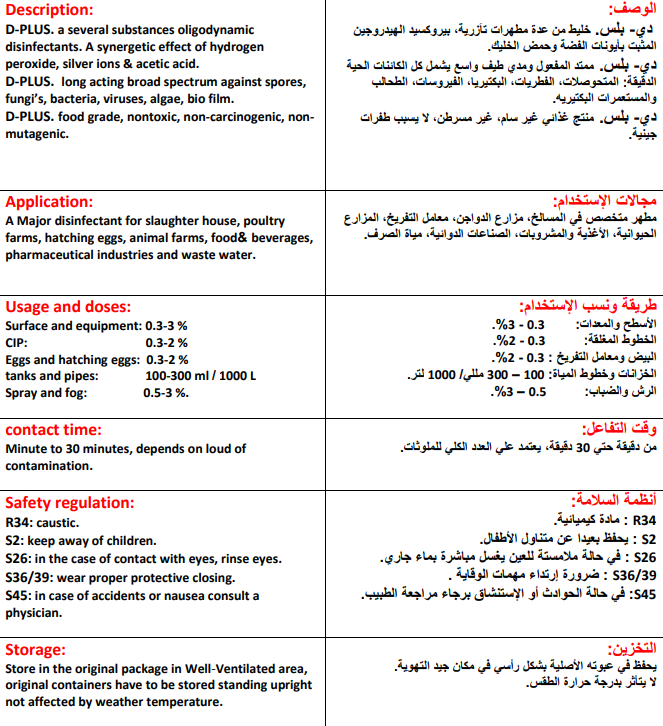 Description:
D-PLUS. a several substances oligodynamic
disinfectants. A synergetic effect of hydrogen
peroxide, silver ions & acetic acid.
D-PLUS.  long acting broad spectrum against spores,
fungi’s, bacteria, viruses, algae, bio film.
D-PLUS. food grade, nontoxic, non-carcinogenic, non-
mutagenic.
الوصف:
دي- بلس. خليط من عدة مطهرات تأزرية، بيروكسيد الهيدروجين
المثبت بأيونات الفضة وحمض الخليك.
دي- بلس. ممتد المفعول ومدي طيف واسع يشمل كل الكائنات الحية
الدقيقة: المتحوصلات، الفطريات، البكتيريا، الفيروسات، الطحالب
والمستعمرات البكتيريه.
دي- بلس. منتج غذائي غير سام، غير مسرطن، لا يسبب طفرات
جينية.
Application:
A Major disinfectant for slaughter house, poultry
farms, hatching eggs, animal farms, food& beverages,
pharmaceutical industries and waste water.
مجالات الإستخدام:
مطهر متخصص في المسالخ، مزارع الدواجن، معامل التفريخ، المزارع
الحيوانية، الأغذية والمشروبات، الصناعات الدوائية، مياة الصرف.
Usage and doses:
Surface and equipment: 0.3-3 %
CIP: 0.3-2 %
Eggs and hatching eggs: 0.3-2 %
tanks and pipes: 100-300 ml / 1000 L
Spray and fog: 0.5-3 %.
طريقة ونسب الإستخدام:
الأسطح والمعدات: 0.3 - 3%.
الخطوط المغلقة: 0.3 - 2%.
البيض ومعامل التفريخ : 0.3 - 2%.
الخزانات وخطوط المياة: 100 – 300 مللي/ 1000 لتر.
الرش والضباب: 0.5 – 3%.
contact time:
Minute to 30 minutes, depends on loud of
contamination.
وقت التفاعل:
من دقيقة حتي 30 دقيقة، يعتمد علي العدد الكلي للملوثات.
Safety regulation:
R34: caustic.
S2: keep away of children.
S26: in the case of contact with eyes, rinse eyes.
S36/39: wear proper protective closing.
S45: in case of accidents or nausea consult a
physician.
أنظمة السلامة:
R34 : مادة كيميائية.
S2 : يحفظ بعيدا عن متناول الأطفال.
S26 : في حالة ملامستة للعين يغسل مباشرة بماء جاري.
S36/39 : ضرورة إرتداء مهمات الوقاية .
S45: في حالة الحوادث أو الإستنشاق برجاء مراجعة الطبيب.
Storage:
Store in the original package in Well-Ventilated area,
original containers have to be stored standing upright
not affected by weather temperature.
التخزين:
يحفظ في عبوته الأصلية بشكل رأسي في مكان جيد التهوية.
لا يتأثر بدرجة حرارة الطقس.